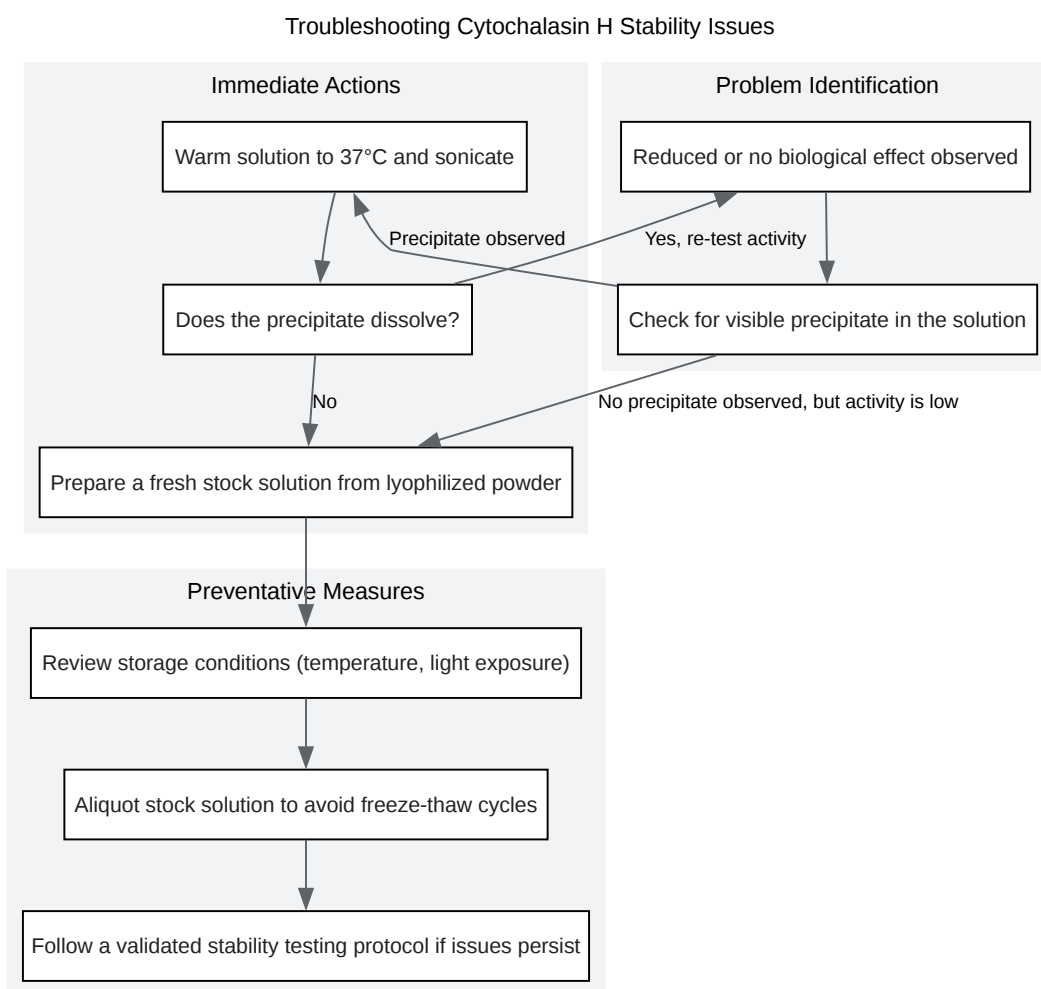 Troubleshooting Cytochalasin H Stability Issues
Immediate Actions
Problem Identification
Warm solution to 37°C and sonicate
Reduced or no biological effect observed
Precipitate observed
Yes, re-test activity
Does the precipitate dissolve?
Check for visible precipitate in the solution
No
No precipitate observed, but activity is low
Prepare a fresh stock solution from lyophilized powder
Preventative Measures
Review storage conditions (temperature, light exposure)
Aliquot stock solution to avoid freeze-thaw cycles
Follow a validated stability testing protocol if issues persist